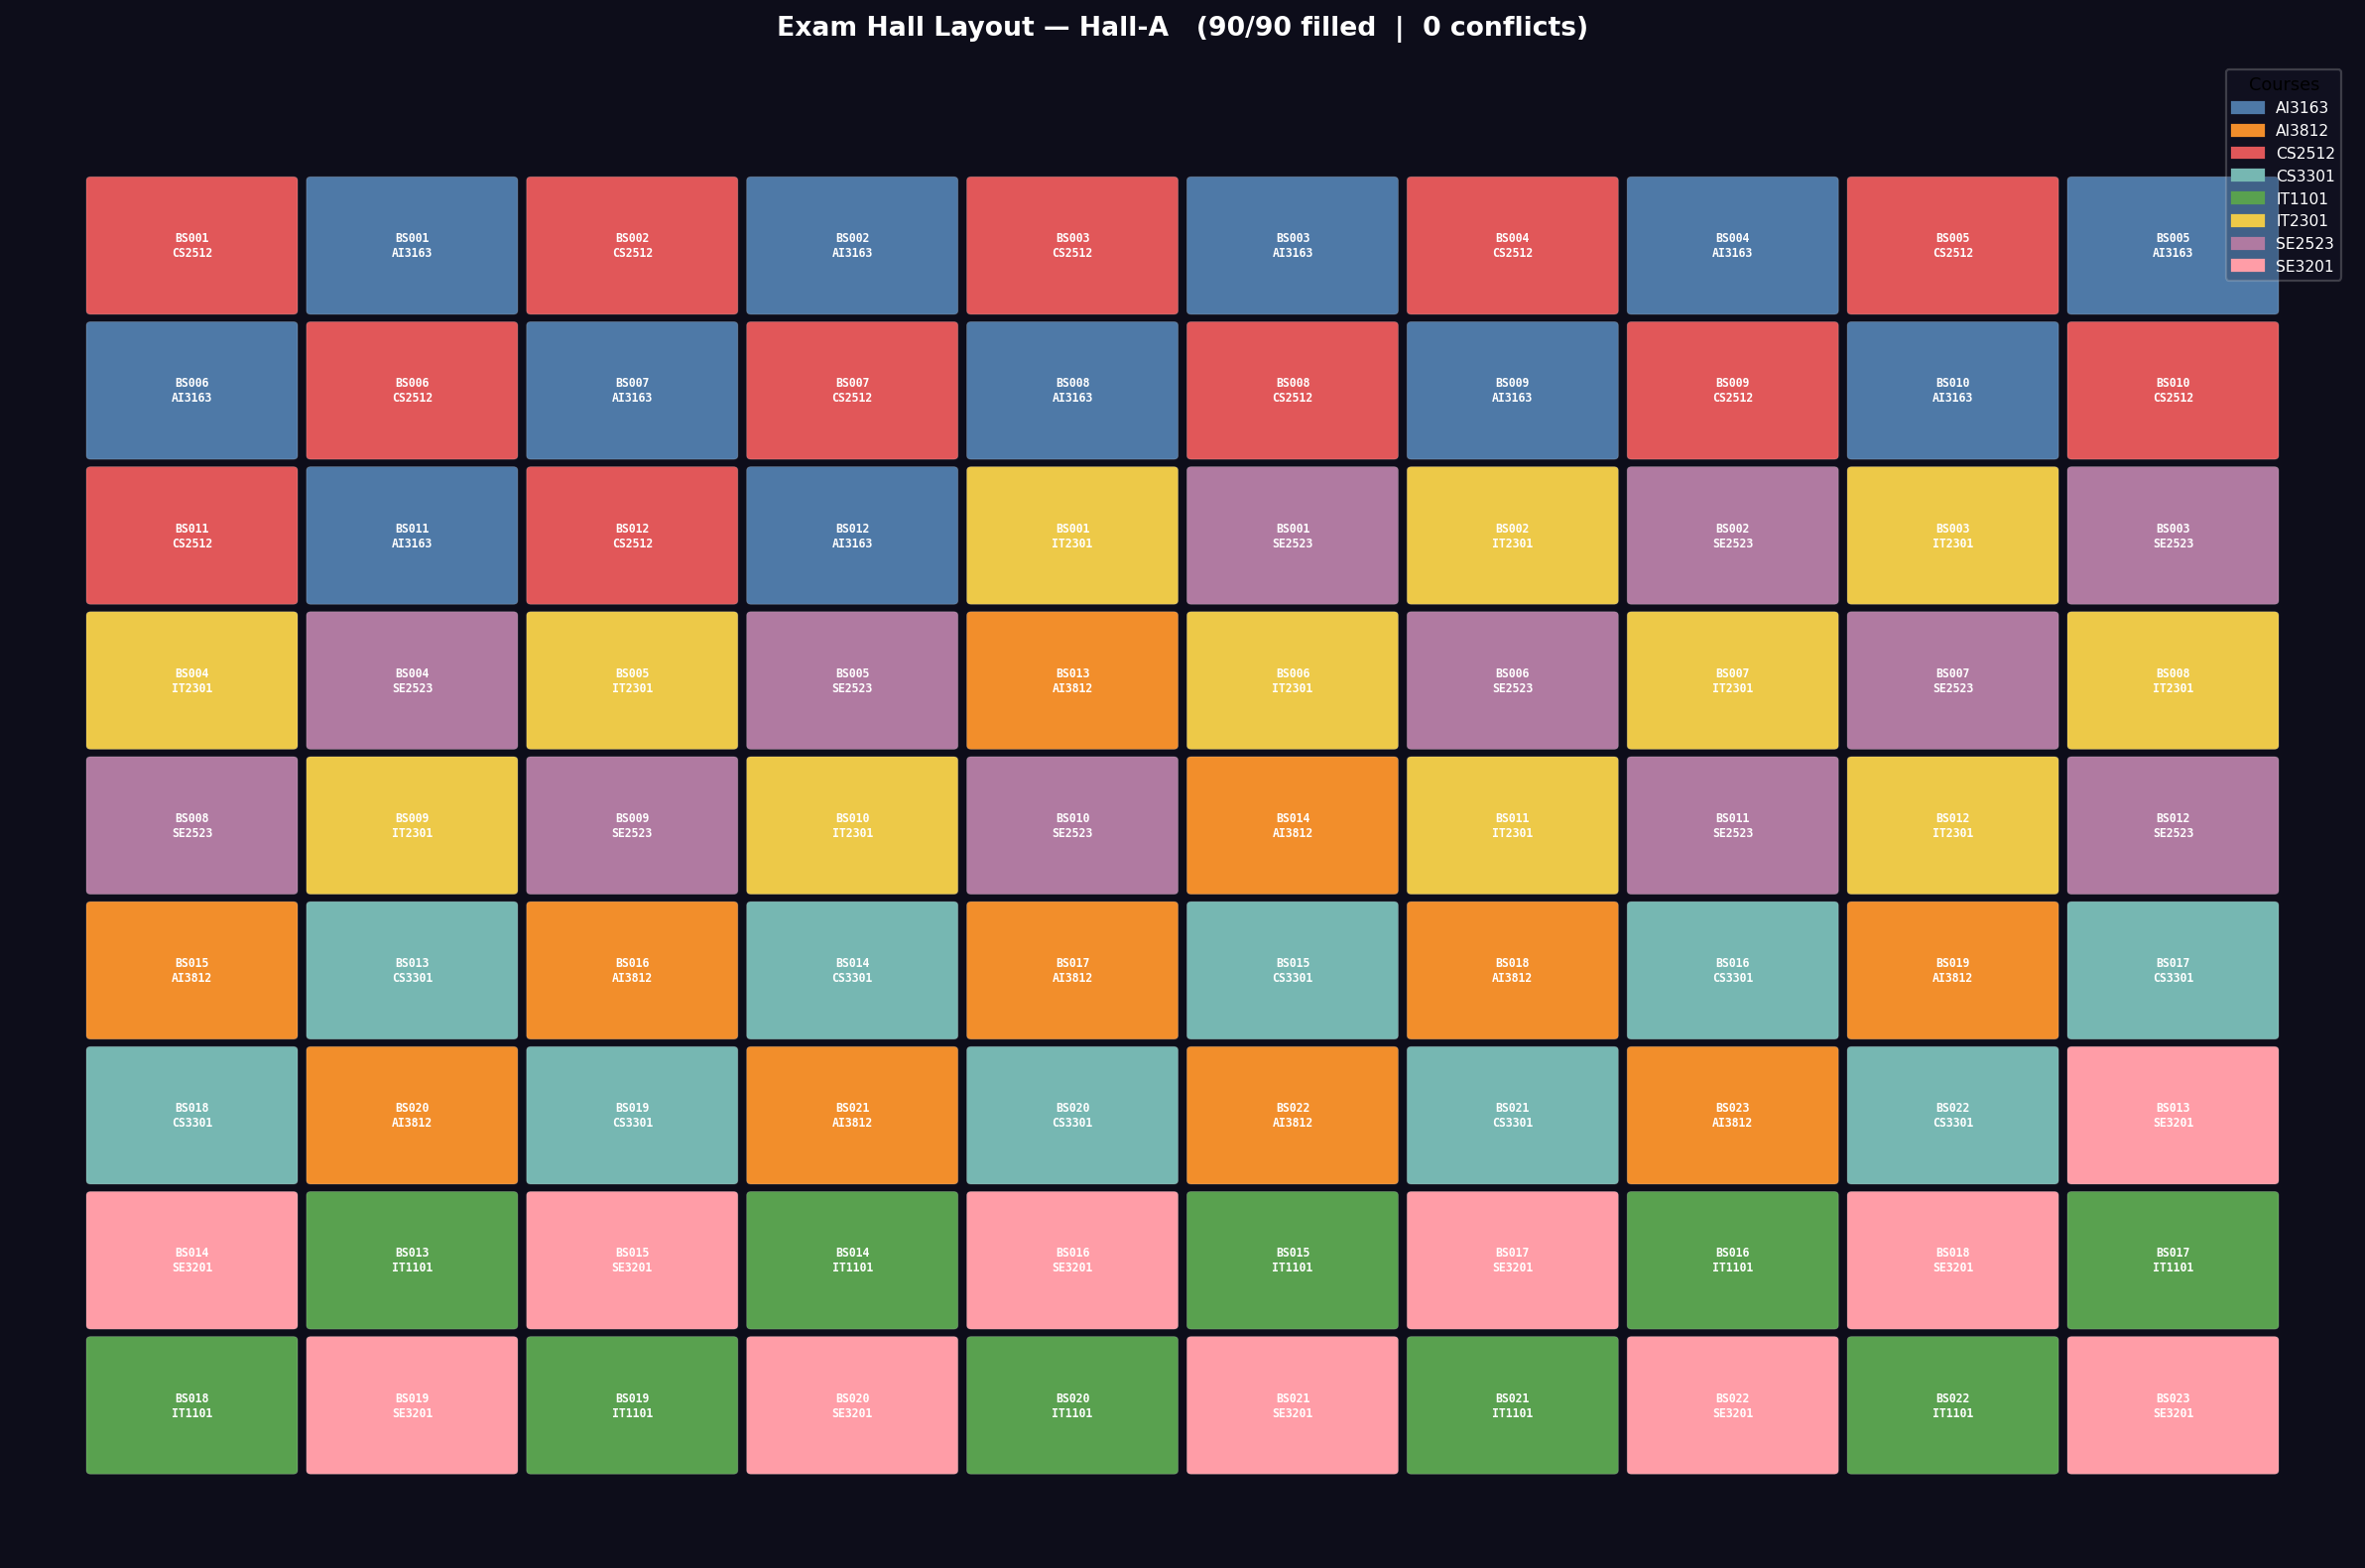 Exam Hall Layout — Hall-A   (90/90 filled  |  0 conflicts)
Courses
AI3163
AI3812
CS2512
CS3301
IT1101
IT2301
SE2523
SE3201
BS001
CS2512
BS001
AI3163
BS002
CS2512
BS002
AI3163
BS003
CS2512
BS003
AI3163
BS004
CS2512
BS004
AI3163
BS005
CS2512
BS005
AI3163
BS006
AI3163
BS006
CS2512
BS007
AI3163
BS007
CS2512
BS008
AI3163
BS008
CS2512
BS009
AI3163
BS009
CS2512
BS010
AI3163
BS010
CS2512
BS011
CS2512
BS011
AI3163
BS012
CS2512
BS012
AI3163
BS001
IT2301
BS001
SE2523
BS002
IT2301
BS002
SE2523
BS003
IT2301
BS003
SE2523
BS004
IT2301
BS004
SE2523
BS005
IT2301
BS005
SE2523
BS013
AI3812
BS006
IT2301
BS006
SE2523
BS007
IT2301
BS007
SE2523
BS008
IT2301
BS008
SE2523
BS009
IT2301
BS009
SE2523
BS010
IT2301
BS010
SE2523
BS014
AI3812
BS011
IT2301
BS011
SE2523
BS012
IT2301
BS012
SE2523
BS015
AI3812
BS013
CS3301
BS016
AI3812
BS014
CS3301
BS017
AI3812
BS015
CS3301
BS018
AI3812
BS016
CS3301
BS019
AI3812
BS017
CS3301
BS018
CS3301
BS020
AI3812
BS019
CS3301
BS021
AI3812
BS020
CS3301
BS022
AI3812
BS021
CS3301
BS023
AI3812
BS022
CS3301
BS013
SE3201
BS014
SE3201
BS013
IT1101
BS015
SE3201
BS014
IT1101
BS016
SE3201
BS015
IT1101
BS017
SE3201
BS016
IT1101
BS018
SE3201
BS017
IT1101
BS018
IT1101
BS019
SE3201
BS019
IT1101
BS020
SE3201
BS020
IT1101
BS021
SE3201
BS021
IT1101
BS022
SE3201
BS022
IT1101
BS023
SE3201